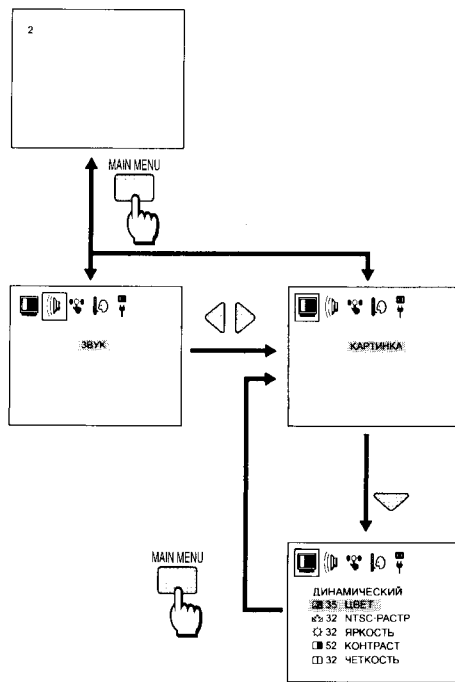 2
MAIN MENU
ЗВУК
КАРТИНКА
MAIN MENU
ДИНАМИЧЕСКИЙ
35 ЦВЕТ
32 NTSC-РАСТР
32 ЯРКОСТЬ
52 КОНТРАСТ
32 ЧЕТКОСТЬ